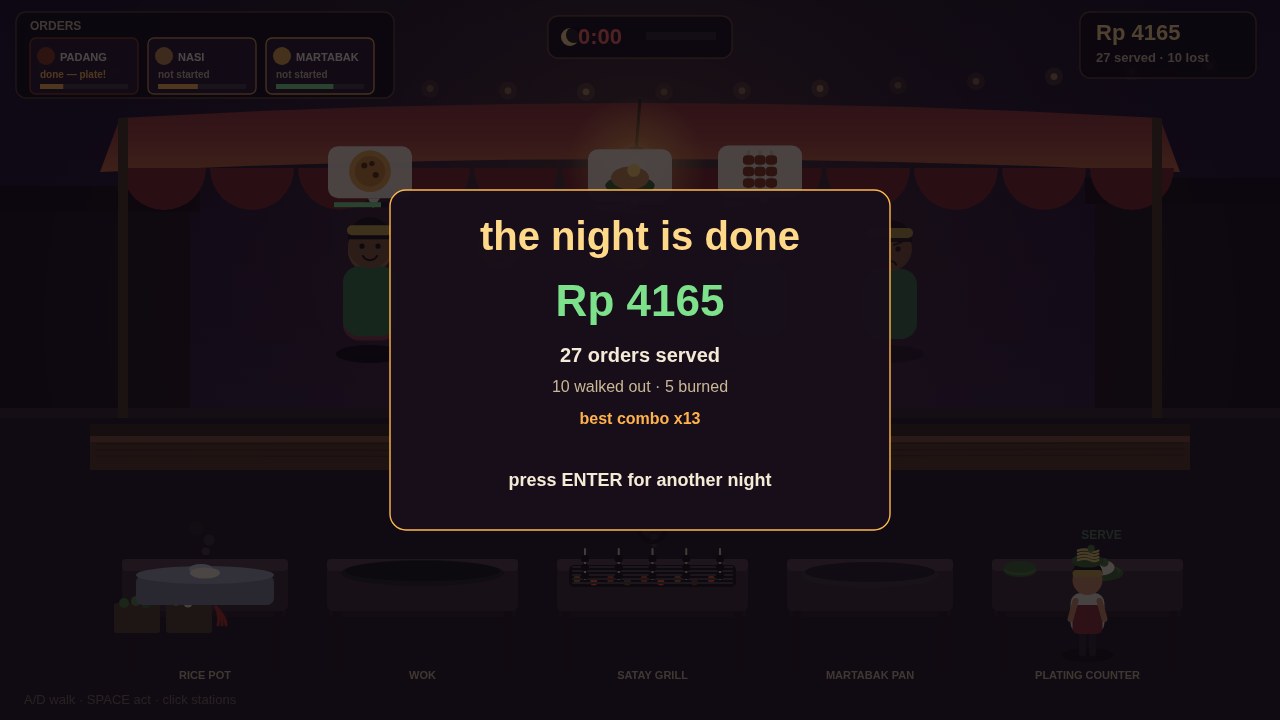 ORDERS
PADANG
done — plate!
NASI
not started
MARTABAK
not started
0:00
Rp 4165
27 served · 10 lost
the night is done
Rp 4165
27 orders served
10 walked out · 5 burned
best combo x13
press ENTER for another night
SERVE
RICE POT
WOK
SATAY GRILL
MARTABAK PAN
PLATING COUNTER
A/D walk · SPACE act · click stations